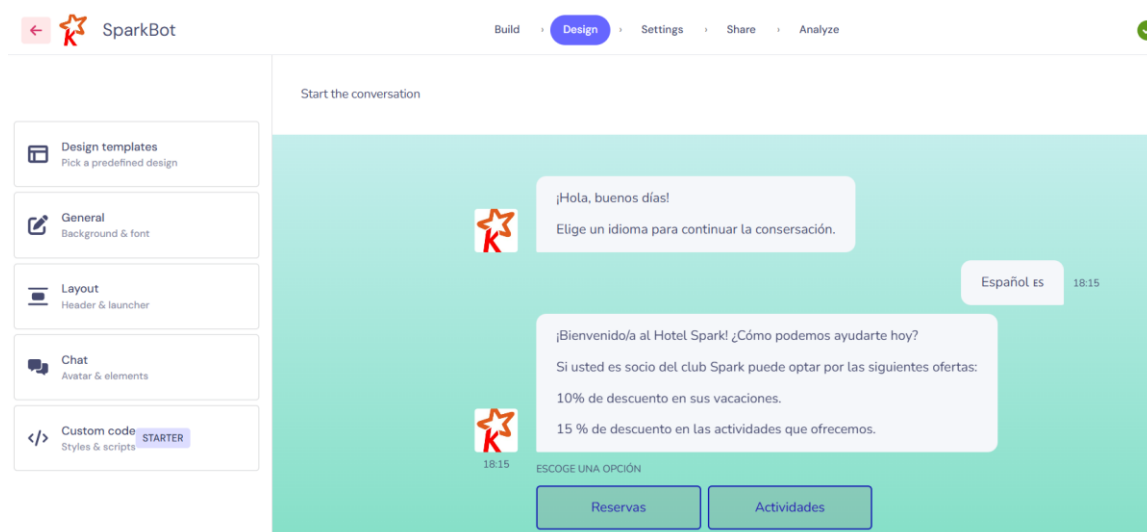 SparkBot
Build
Design
Settings
Share
Analyze
Start the conversation
Design templates
Pick a predefined design
General
Background & font
Layout
Header & launcher
Chat
Avatar & elements
Custom code
Styles & scripts
STARTER
K
¡Hola, buenos días!
Elige un idioma para continuar la consersación.
K
Español ES
18:15
¡Bienvenido/a al Hotel Spark! ¿Cómo podemos ayudarte hoy?
Si usted es socio del club Spark puede optar por las siguientes ofertas:
10% de descuento en sus vacaciones.
15 % de descuento en las actividades que ofrecemos.
K
18:15
ESCOGE UNA OPCIÓN
Reservas
Actividades